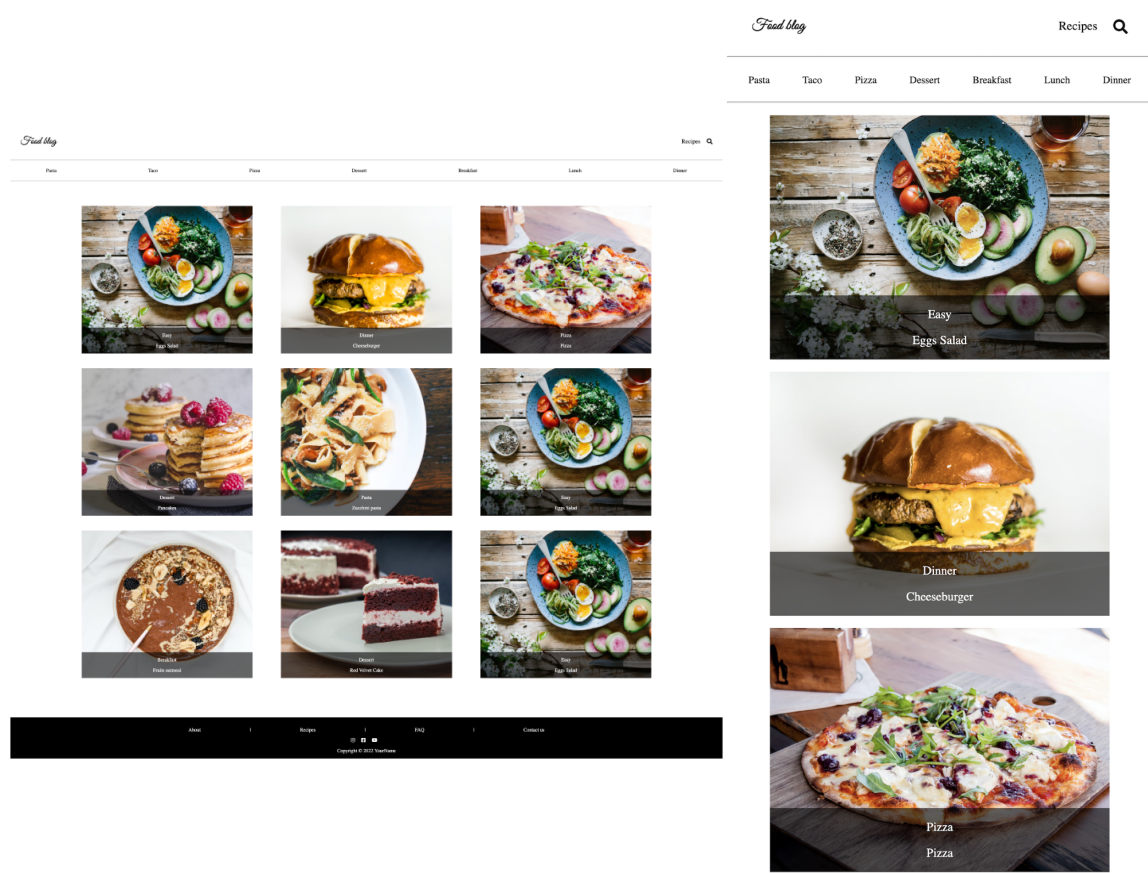 Food blog
Recipes
Pasta Taco Pizza Dessert Breakfast Lunch Dinner
Easy
Eggs Salad
Dinner
Cheeseburger
Pizza
Pizza
Dessert
Pancakes
Pasta
Zucchini pasta
Easy
Eggs Salad
Breakfast
Fruits oatmeal
Dessert
Red Velvet Cake
Easy
Eggs Salad
About | Recipes | FAQ | Contact us
Copyright © 2022 YourName
Food blog
Recipes
Pasta Taco Pizza Dessert Breakfast Lunch Dinner
Easy
Eggs Salad
Dinner
Cheeseburger
Pizza
Pizza